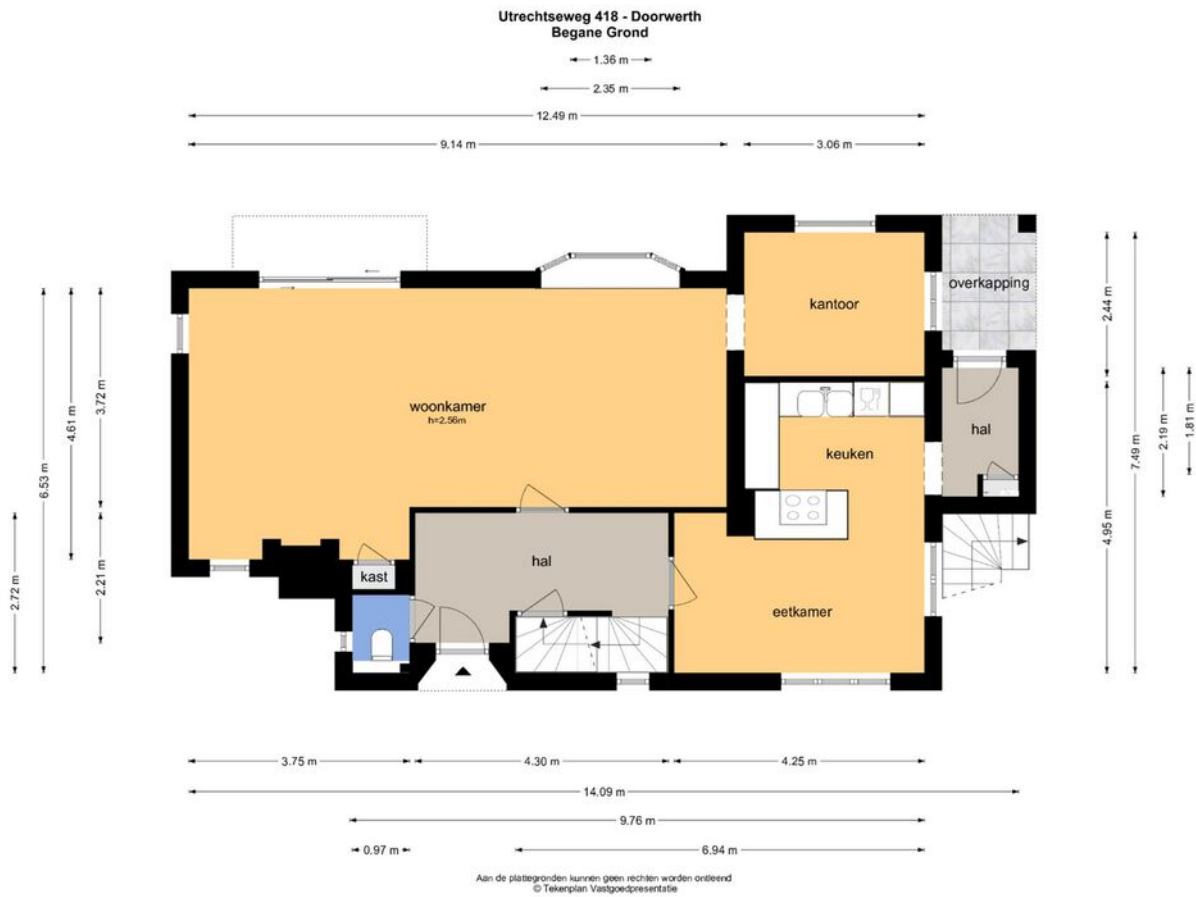 Utrechtseweg 418 - Doorwerth
Begane Grond
1.36 m
2.35 m
12.49 m
9.14 m
3.06 m
overkapping
kantoor
woonkamer
h=2.56m
keuken
hal
hal
kast
eetkamer
6.53 m
4.61 m
3.72 m
2.72 m
2.21 m
2.44 m
7.49 m
2.19 m
1.81 m
4.95 m
3.75 m
4.30 m
4.25 m
14.09 m
9.76 m
0.97 m
6.94 m
Aan de plattegronden kunnen geen rechten worden ontleend
© Tekenplan Vastgoedpresentatie